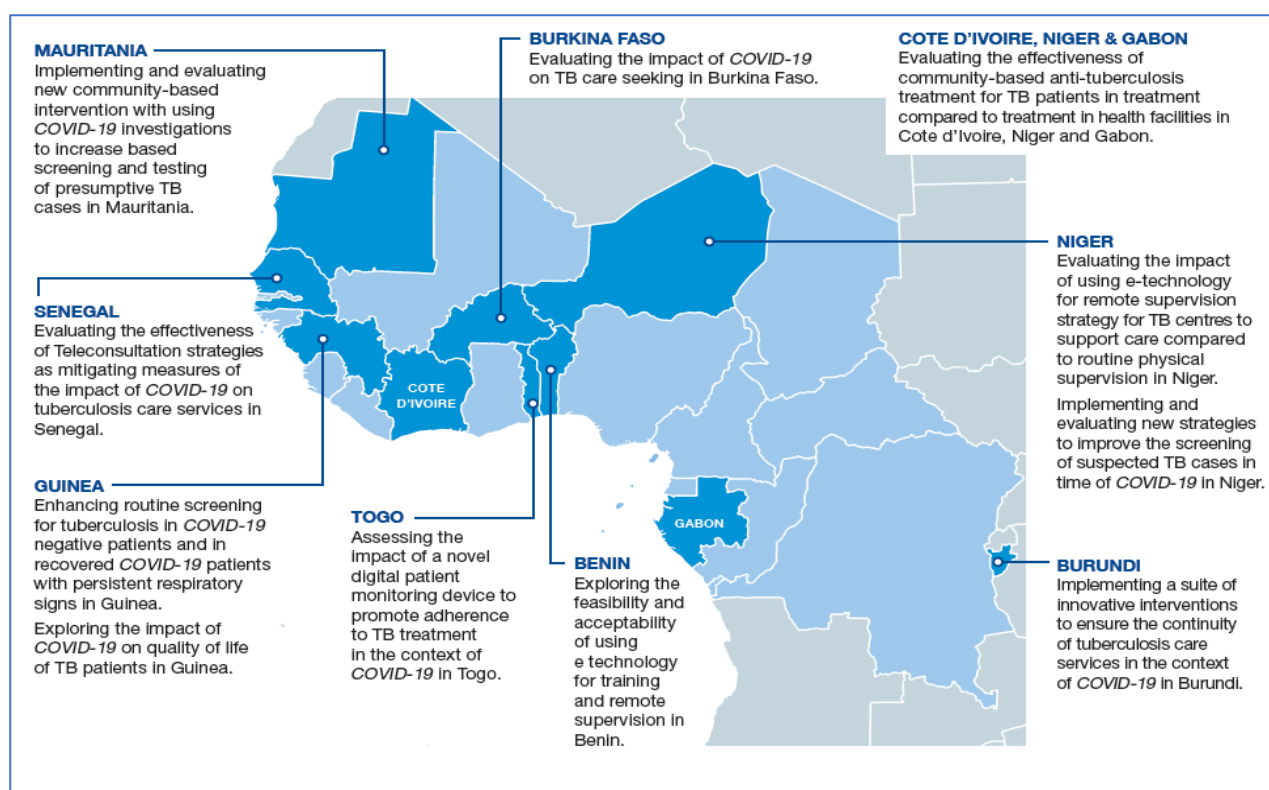 MAURITANIA
Implementing and evaluating
new community-based
intervention with using
COVID-19 investigations
to increase based
screening and testing
of presumptive TB
cases in Mauritania.
BURKINA FASO
Evaluating the impact of COVID-19
on TB care seeking in Burkina Faso.
COTE D'IVOIRE, NIGER & GABON
Evaluating the effectiveness of
community-based anti-tuberculosis
treatment for TB patients in treatment
compared to treatment in health facilities in
Cote d'Ivoire, Niger and Gabon.
SENEGAL
Evaluating the effectiveness
of Teleconsultation strategies
as mitigating measures of
the impact of COVID-19 on
tuberculosis care services in
Senegal.
NIGER
Evaluating the impact
of using e-technology
for remote supervision
strategy for TB centres to
support care compared
to routine physical
supervision in Niger.
Implementing and
evaluating new strategies
to improve the screening
of suspected TB cases in
time of COVID-19 in Niger.
COTE
D'IVOIRE
GABON
GUINEA
Enhancing routine screening
for tuberculosis in COVID-19
negative patients and in
recovered COVID-19 patients
with persistent respiratory
signs in Guinea.
Exploring the impact of
COVID-19 on quality of life
of TB patients in Guinea.
TOGO
Assessing the
impact of a novel
digital patient
monitoring device to
promote adherence
to TB treatment
in the context of
COVID-19 in Togo.
BENIN
Exploring the
feasibility and
acceptability
of using
e technology
for training
and remote
supervision in
Benin.
BURUNDI
Implementing a suite of
innovative interventions
to ensure the continuity
of tuberculosis care
services in the context
of COVID-19 in Burundi.